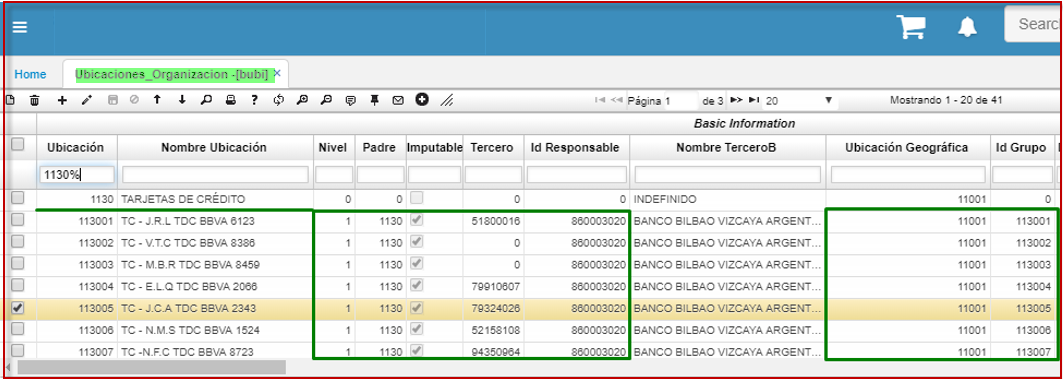 Searc
Home Ubicaciones_Organizacion -[bubi] ×
Página 1 de 3 20 Mostrando 1 - 20 de 41
Basic Information
Ubicación Nombre Ubicación Nivel Padre Imputable Tercero Id Responsable Nombre TerceroB Ubicación Geográfica Id Grupo
1130%
1130 TARJETAS DE CRÉDITO 0 0 0 0 INDEFINIDO 11001 0
113001 TC - J.R.L TDC BBVA 6123 1 1130 51800016 860003020 BANCO BILBAO VIZCAYA ARGENT... 11001 113001
113002 TC - V.T.C TDC BBVA 8386 1 1130 0 860003020 BANCO BILBAO VIZCAYA ARGENT... 11001 113002
113003 TC - M.B.R TDC BBVA 8459 1 1130 0 860003020 BANCO BILBAO VIZCAYA ARGENT... 11001 113003
113004 TC - E.L.Q TDC BBVA 2066 1 1130 79910607 860003020 BANCO BILBAO VIZCAYA ARGENT... 11001 113004
113005 TC - J.C.A TDC BBVA 2343 1 1130 79324026 860003020 BANCO BILBAO VIZCAYA ARGENT... 11001 113005
113006 TC - N.M.S TDC BBVA 1524 1 1130 52158108 860003020 BANCO BILBAO VIZCAYA ARGENT... 11001 113006
113007 TC -N.F.C TDC BBVA 8723 1 1130 94350964 860003020 BANCO BILBAO VIZCAYA ARGENT... 11001 113007